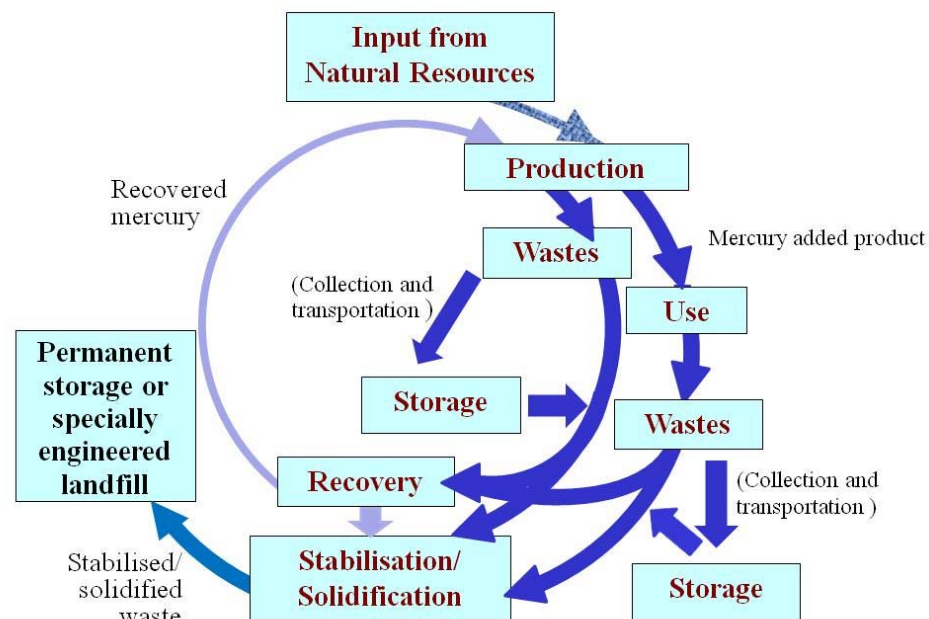 Input from
Natural Resources
Production
Recovered
mercury
Wastes
Mercury added product
(Collection and
transportation )
Use
Permanent
storage or
specially
engineered
landfill
Storage
Wastes
Recovery
(Collection and
transportation )
Stabilised/
solidified
waste
Stabilisation/
Solidification
Storage